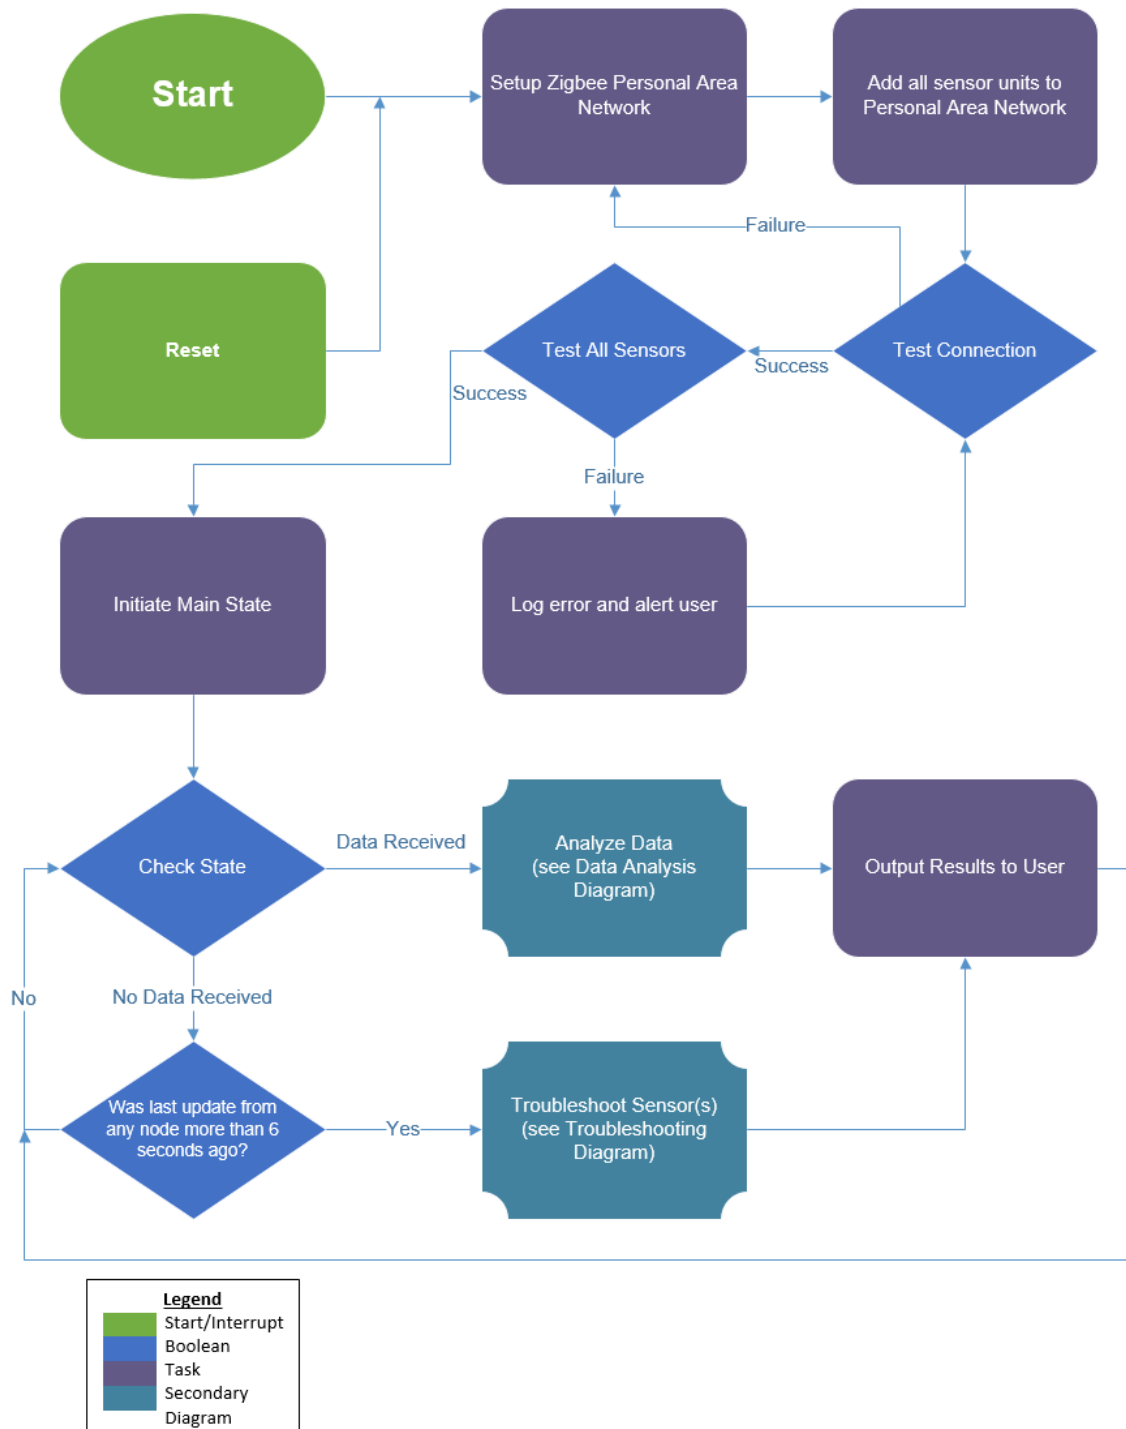 Start
Setup Zigbee Personal Area
Network
Add all sensor units to
Personal Area Network
Failure
Reset
Test All Sensors
Success
Test Connection
Success
Failure
Initiate Main State
Log error and alert user
Check State
Data Received
Analyze Data
(see Data Analysis
Diagram)
Output Results to User
No
No Data Received
Was last update from
any node more than 6
seconds ago?
Yes
Troubleshoot Sensor(s)
(see Troubleshooting
Diagram)
Legend
Start/Interrupt
Boolean
Task
Secondary
Diagram